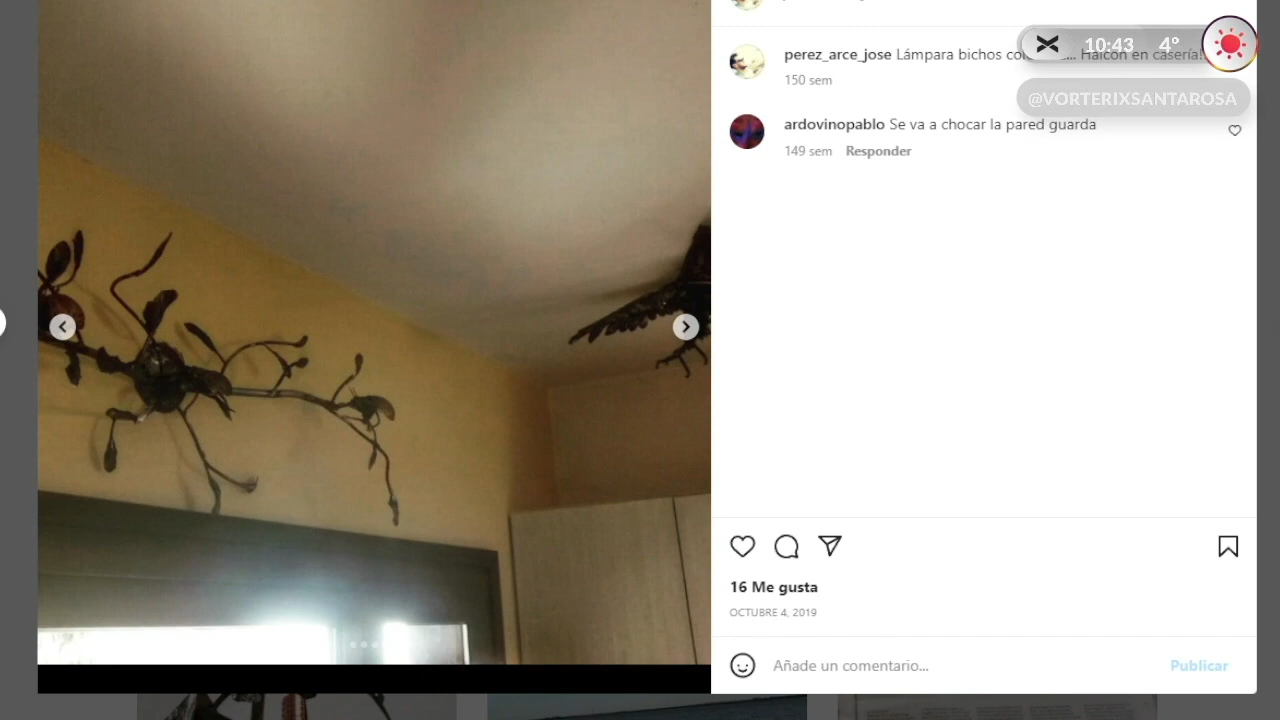 10:43 4°
perez_arce_jose Lámpara bichos Halcón en casería!
150 sem
@VORTERIXSANTAROSA
ardovinopablo Se va a chocar la pared guarda
149 sem Responder
16 Me gusta
OCTUBRE 4, 2019
Añade un comentario... Publicar